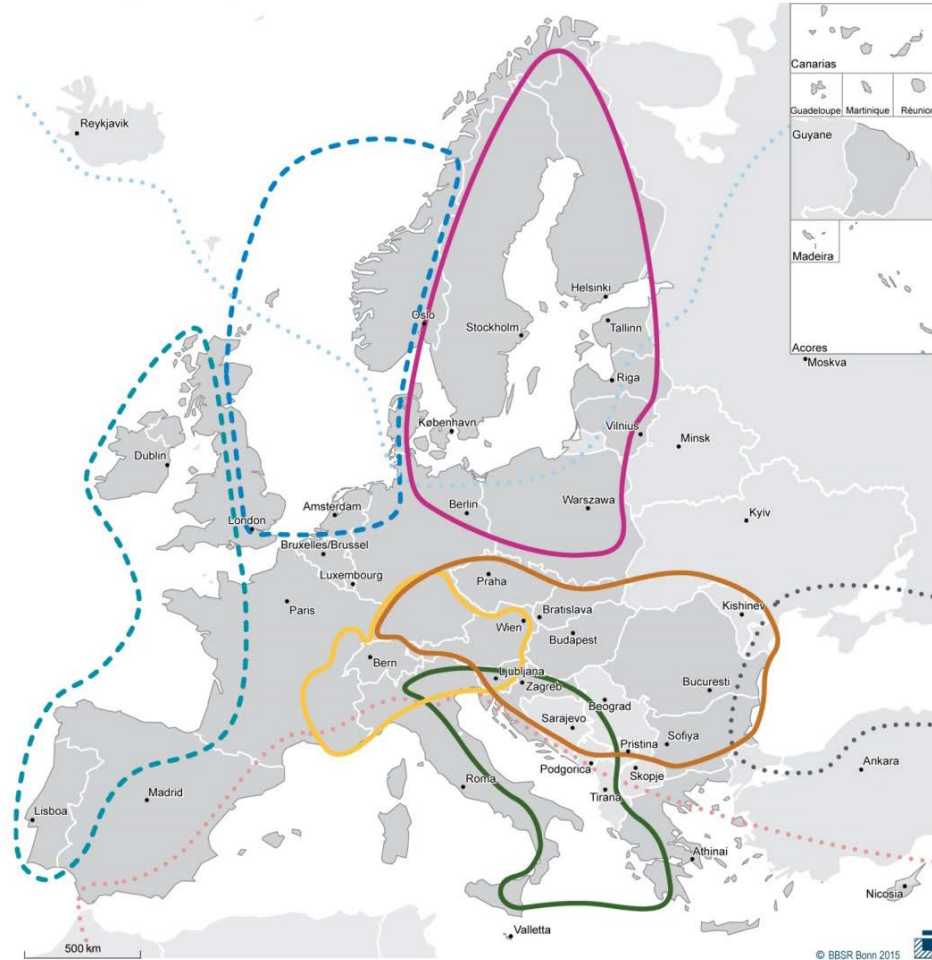 Canarias
Guadeloupe Martinique Réunion
Guyane
Madeira
Acores
Reykjavik
Moskva
Helsinki
Oslo
Tallinn
Stockholm
Riga
København
Vilnius
Minsk
Dublin
Berlin
Warszawa
Amsterdam
London
Kyiv
Bruxelles/Brussel
Luxembourg
Praha
Paris
Kishinev
Bratislava
Wien
Budapest
Bern
Ljubljana
Zagreb
Bucuresti
Beograd
Sarajevo
Sofiya
Pristina
Podgorica
Skopje
Ankara
Roma
Madrid
Tirana
Lisboa
Athinai
Nicosia
Valletta
500 km
© BBSR Bonn 2015